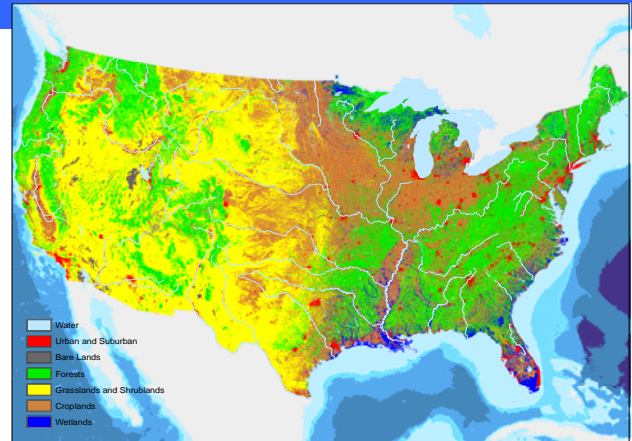 Water
Urban and Suburban
Bare Lands
Forests
Grasslands and Shrublands
Croplands
Wetlands